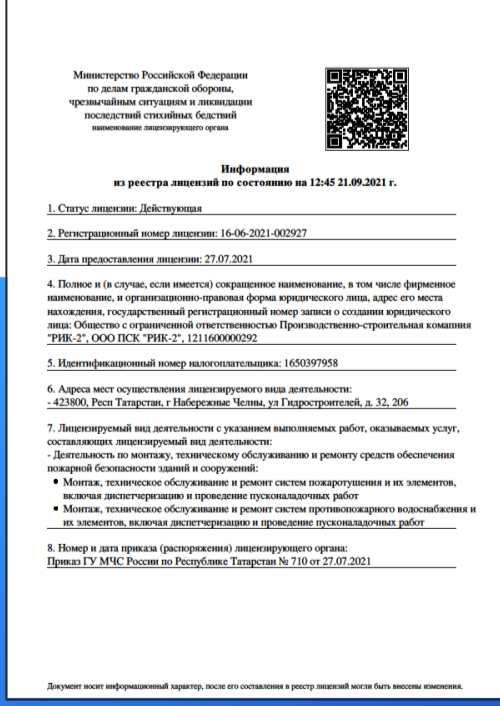 Министерство Российской Федерации
по делам гражданской обороны,
чрезвычайным ситуациям и ликвидации
последствий стихийных бедствий
наименование лицензирующего органа
Информация
из реестра лицензий по состоянию на 12:45 21.09.2021 г.
1. Статус лицензии: Действующая
2. Регистрационный номер лицензии: 16-06-2021-002927
3. Дата предоставления лицензии: 27.07.2021
4. Полное и (в случае, если имеется) сокращенное наименование, в том числе фирменное
наименование, и организационно-правовая форма юридического лица, адрес его места
нахождения, государственный регистрационный номер записи о создании юридического
лица: Общество с ограниченной ответственностью Производственно-строительная компания
"РИК-2", ООО ПСК "РИК-2", 1211600000292
5. Идентификационный номер налогоплательщика: 1650397958
6. Адреса мест осуществления лицензируемого вида деятельности:
- 423800, Респ Татарстан, г Набережные Челны, ул Гидростроителей, д. 32, 206
7. Лицензируемый вид деятельности с указанием выполняемых работ, оказываемых услуг,
составляющих лицензируемый вид деятельности:
- Деятельность по монтажу, техническому обслуживанию и ремонту средств обеспечения
пожарной безопасности зданий и сооружений:
• Монтаж, техническое обслуживание и ремонт систем пожаротушения и их элементов,
включая диспетчеризацию и проведение пусконаладочных работ
• Монтаж, техническое обслуживание и ремонт систем противопожарного водоснабжения и
их элементов, включая диспетчеризацию и проведение пусконаладочных работ
8. Номер и дата приказа (распоряжения) лицензирующего органа:
Приказ ГУ МЧС России по Республике Татарстан № 710 от 27.07.2021
Документ носит информационный характер, после его составления в реестр лицензий могли быть внесены изменения.